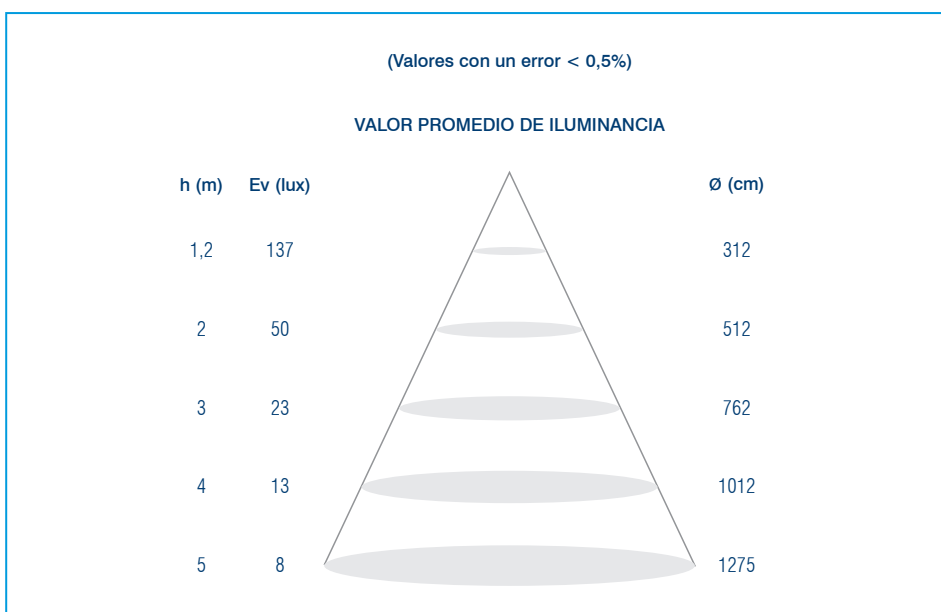 (Valores con un error < 0,5%)
VALOR PROMEDIO DE ILUMINANCIA
h (m) Ev (lux) Ø (cm)
1,2 137 312
2 50 512
3 23 762
4 13 1012
5 8 1275